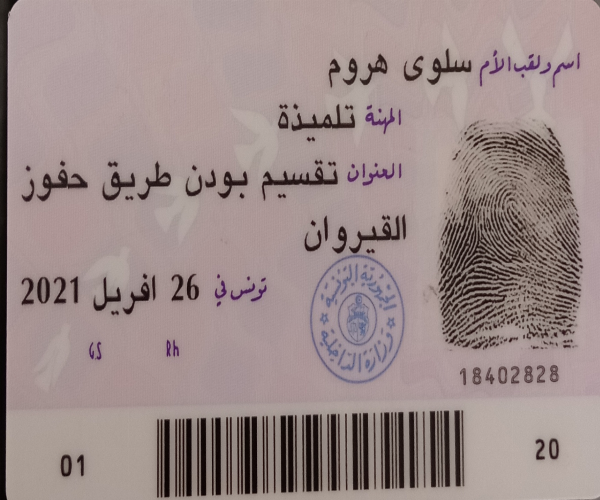 اسم ولقب الأم سلوى هروم
المهنة تلميذة
العنوان تقسيم بودن طريق حفوز
القيروان
تونس في 26 افريل 2021
الجمهورية التونسية
وزارة الداخلية
Rh
GS
18402828
01
20